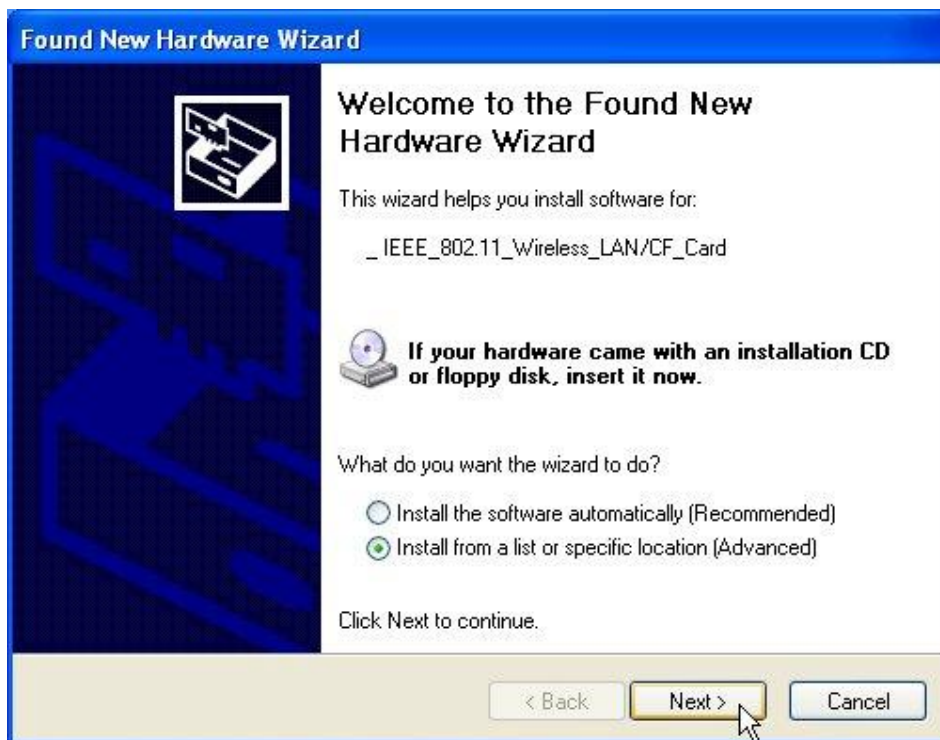 Found New Hardware Wizard
Welcome to the Found New
Hardware Wizard
This wizard helps you install software for:
_ IEEE_802.11_Wireless_LAN/CF_Card
If your hardware came with an installation CD
or floppy disk, insert it now.
What do you want the wizard to do?
Install the software automatically (Recommended)
Install from a list or specific location (Advanced)
Click Next to continue.
< Back
Next >
Cancel